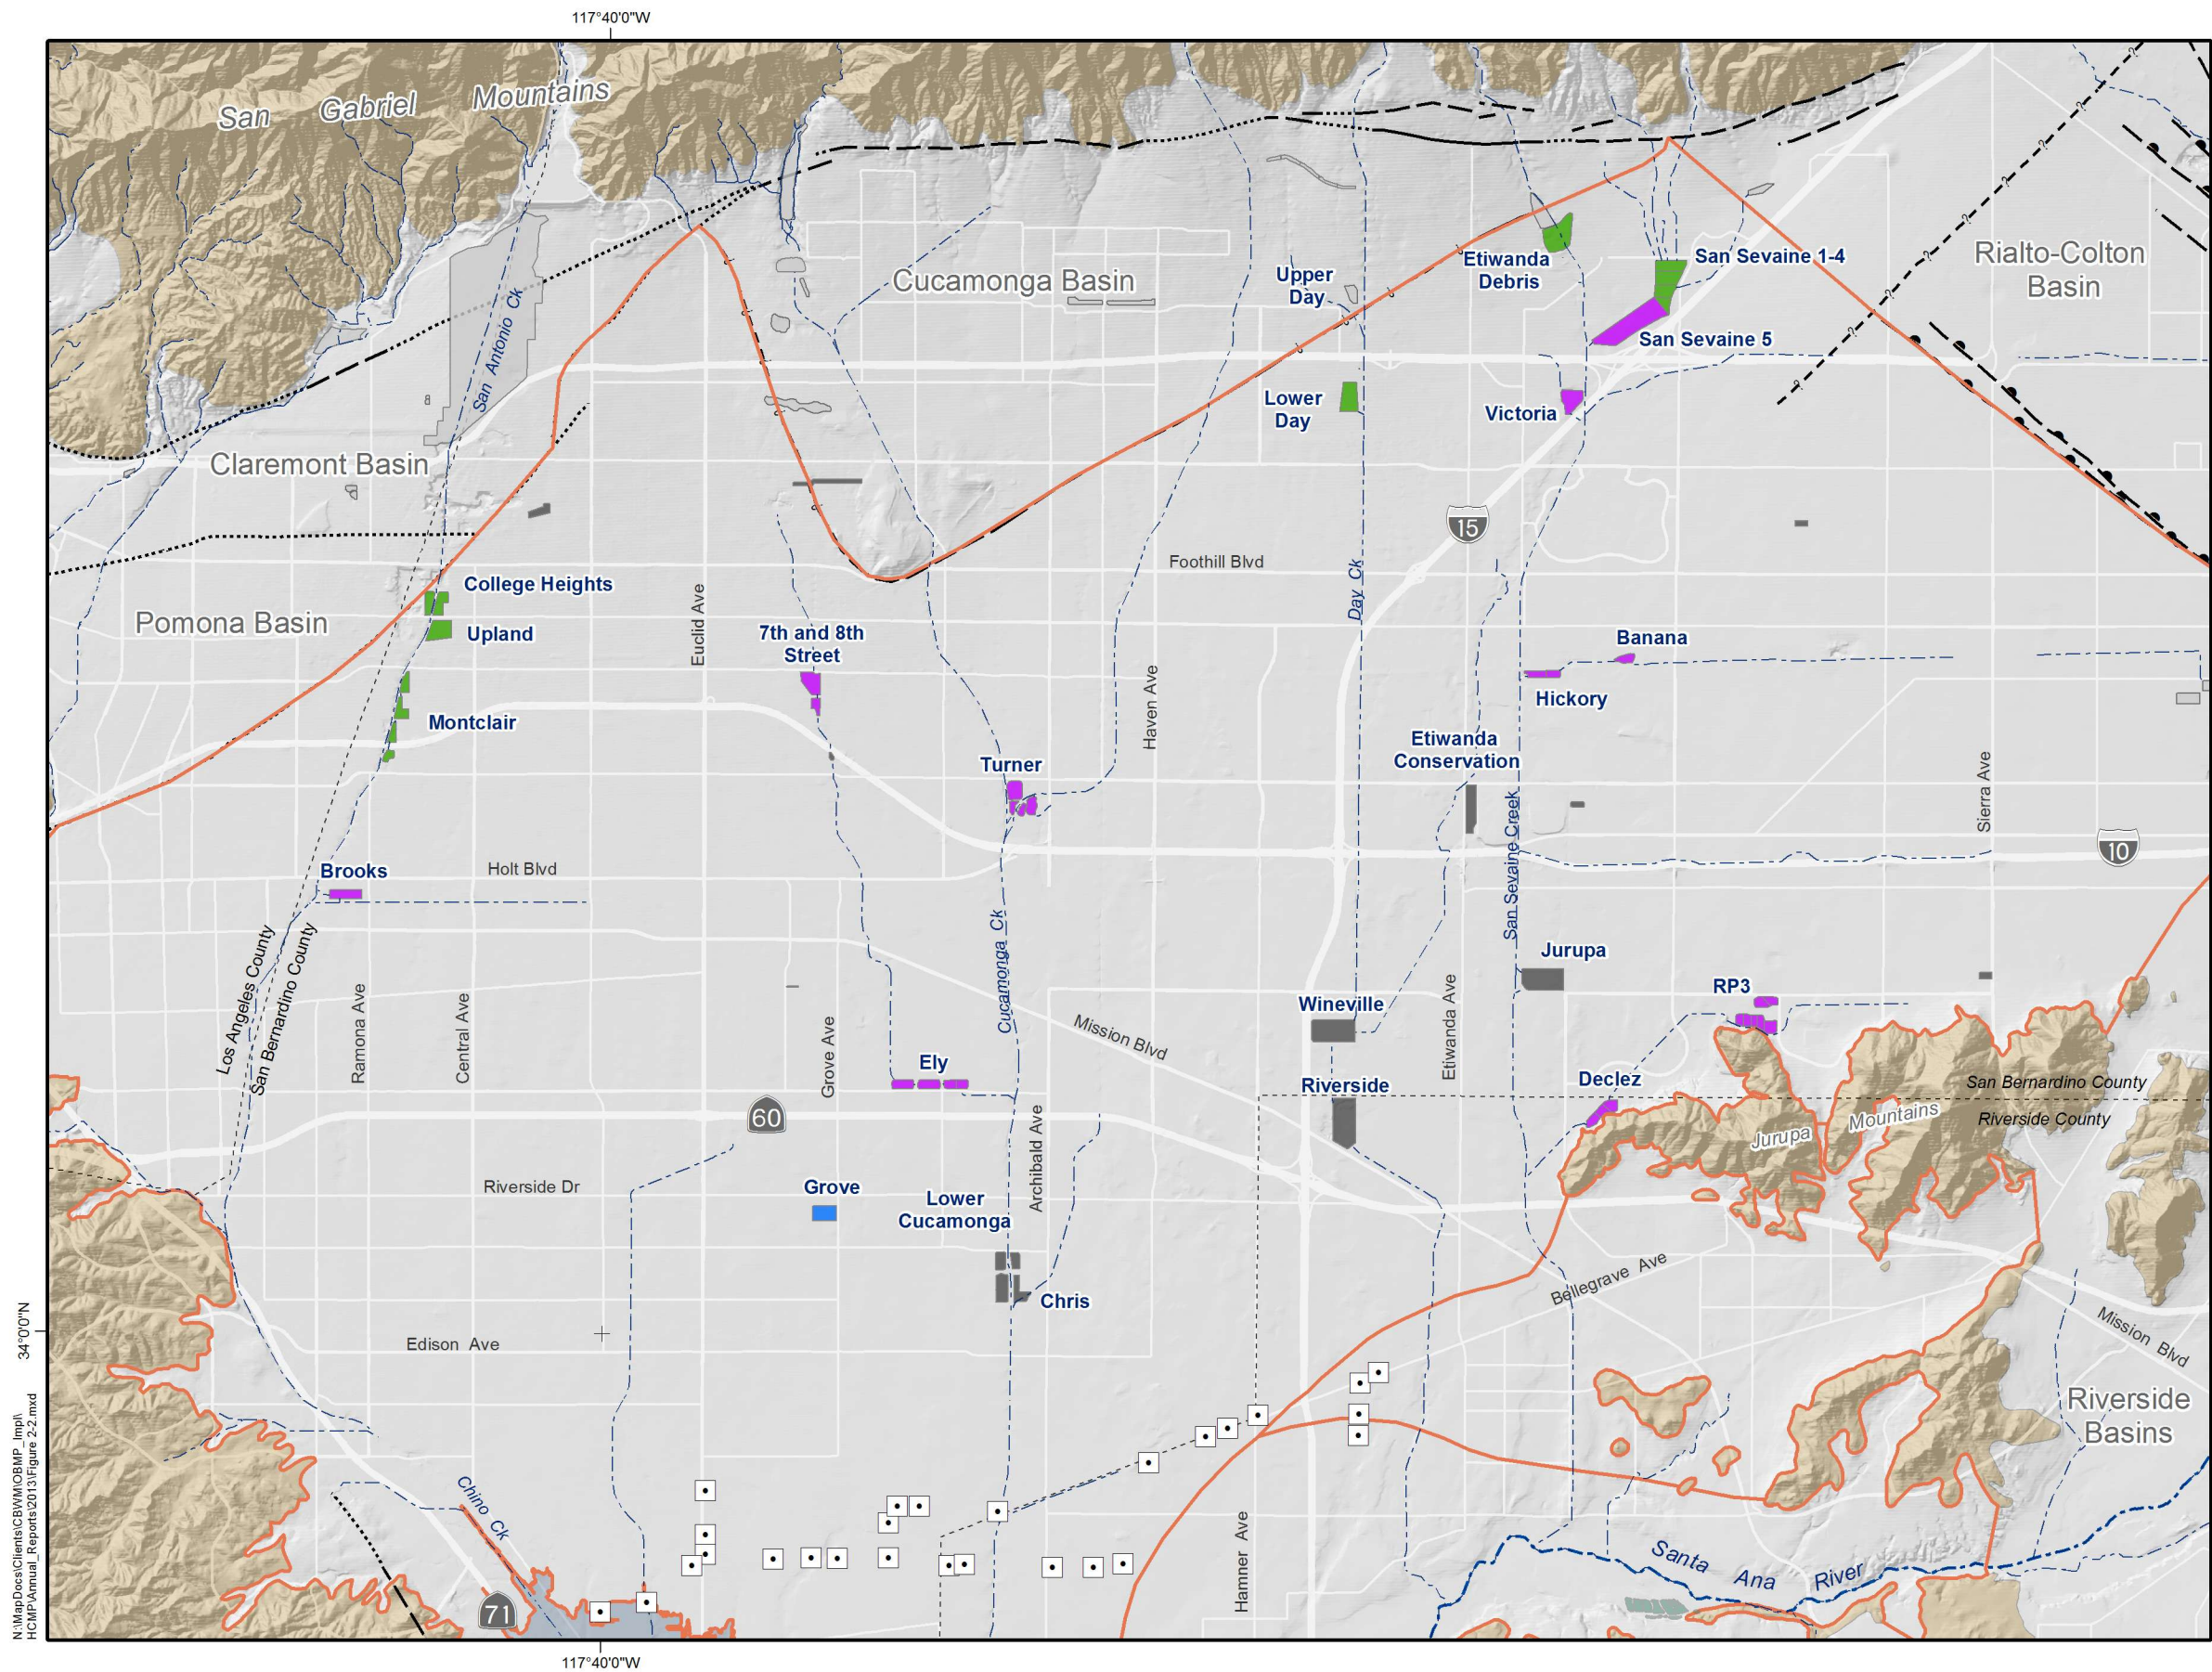 117°40'0"W
San Gabriel Mountains
Cucamonga Basin
Rialto-Colton
Basin
Etiwanda
Debris
San Sevaine 1-4
Upper
Day
San Antonio Ck
San Sevaine 5
Lower
Day
Victoria
Claremont Basin
15
Foothill Blvd
College Heights
Day Ck
Pomona Basin
Upland
Euclid Ave
7th and 8th
Street
Banana
Hickory
Montclair
Haven Ave
Etiwanda
Conservation
Turner
Sierra Ave
San Sevaine Creek
10
Brooks
Holt Blvd
Los Angeles County
San Bernardino County
Cucamonga Ck
Jurupa
RP3
Wineville
Ramona Ave
Central Ave
Grove Ave
Mission Blvd
Etiwanda Ave
Ely
Riverside
Declez
San Bernardino County
Riverside County
Jurupa Mountains
60
Archibald Ave
Riverside Dr
Grove
Lower
Cucamonga
Chris
Bellegrave Ave
Mission Blvd
34°0'0"N
Edison Ave
Riverside
Basins
Chino Ck
Hamner Ave
Santa Ana River
71
N:\MapDocs\Clients\CBWM\OBMP_Impl\
HCMP\Annual_Reports\2013\Figure 2-2.mxd
117°40'0"W